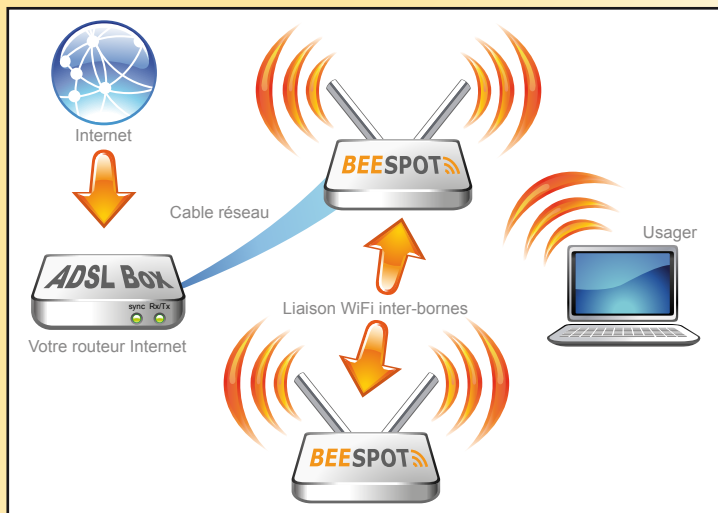 Internet
BEESPOT
Cable réseau
Usager
ADSL Box
sync Rx/Tx
Liaison WiFi inter-bornes
Votre routeur Internet
BEESPOT